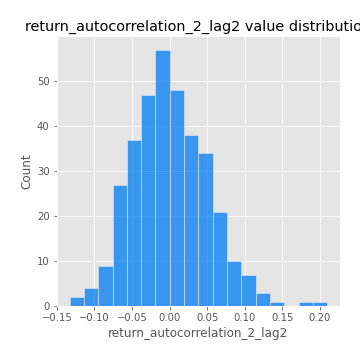 return_autocorrelation_2_lag2 value distributio
50
40
30
20
10
0
Count
−0.15 −0.10 −0.05 0.00 0.05 0.10 0.15 0.20
return_autocorrelation_2_lag2